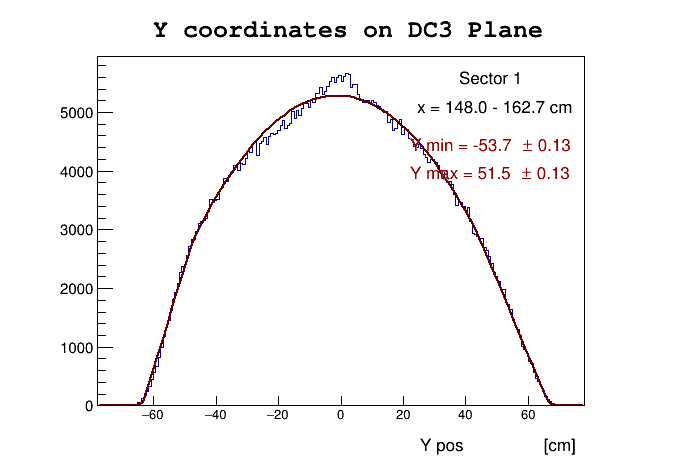 Y coordinates on DC3 Plane
Sector 1
x = 148.0 - 162.7 cm
Y min = -53.7 ± 0.13
Y max = 51.5 ± 0.13
5000
4000
3000
2000
1000
0
−60 −40 −20 0 20 40 60
Y pos [cm]